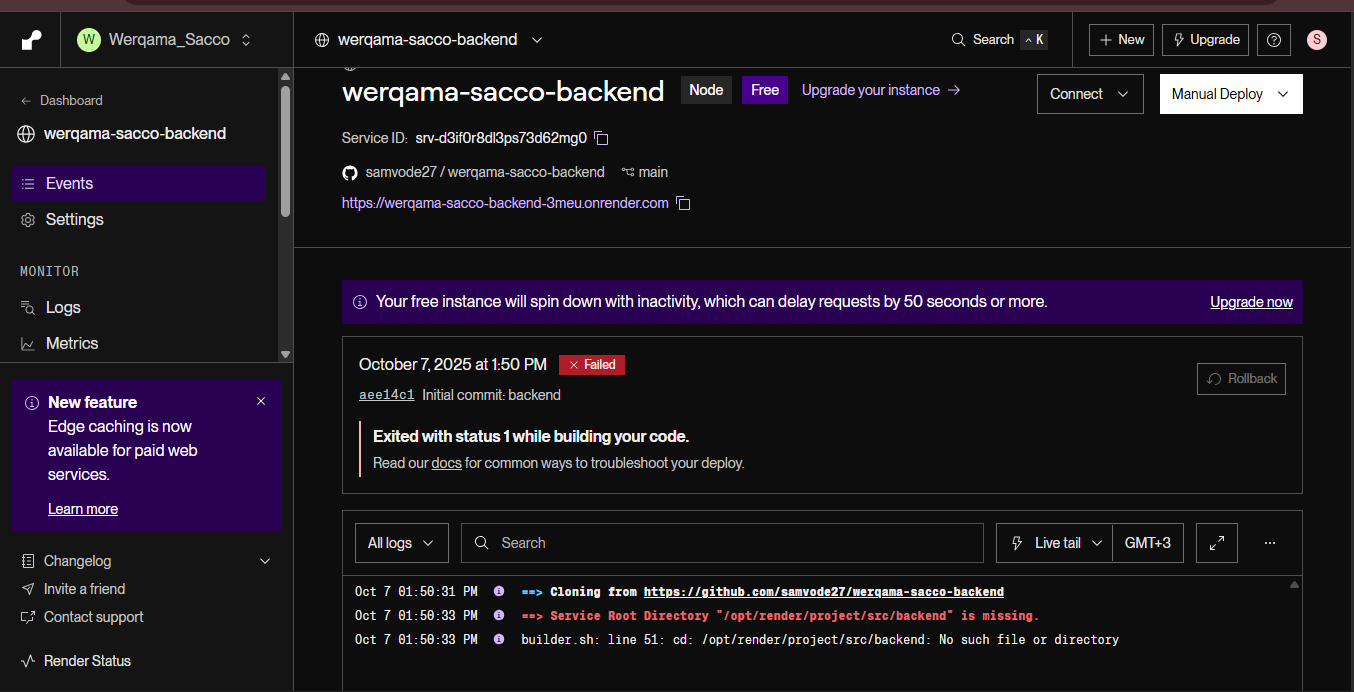 W Werqama_Sacco
werqama-sacco-backend
Search ^ K
New
Upgrade
S
Dashboard
werqama-sacco-backend
Events
Settings
MONITOR
Logs
Metrics
New feature
Edge caching is now
available for paid web
services.
Learn more
Changelog
Invite a friend
Contact support
Render Status
werqama-sacco-backend Node Free Upgrade your instance →
Connect
Manual Deploy
Service ID: srv-d3if0r8dl3ps73d62mg0
samvode27 / werqama-sacco-backend main
https://werqama-sacco-backend-3meu.onrender.com
Your free instance will spin down with inactivity, which can delay requests by 50 seconds or more. Upgrade now
October 7, 2025 at 1:50 PM Failed
Rollback
aee14c1 Initial commit: backend
Exited with status 1 while building your code.
Read our docs for common ways to troubleshoot your deploy.
All logs
Search
Live tail
GMT+3
...
Oct 7 01:50:31 PM ==> Cloning from https://github.com/samvode27/werqama-sacco-backend
Oct 7 01:50:33 PM ==> Service Root Directory "/opt/render/project/src/backend" is missing.
Oct 7 01:50:33 PM builder.sh: line 51: cd: /opt/render/project/src/backend: No such file or directory